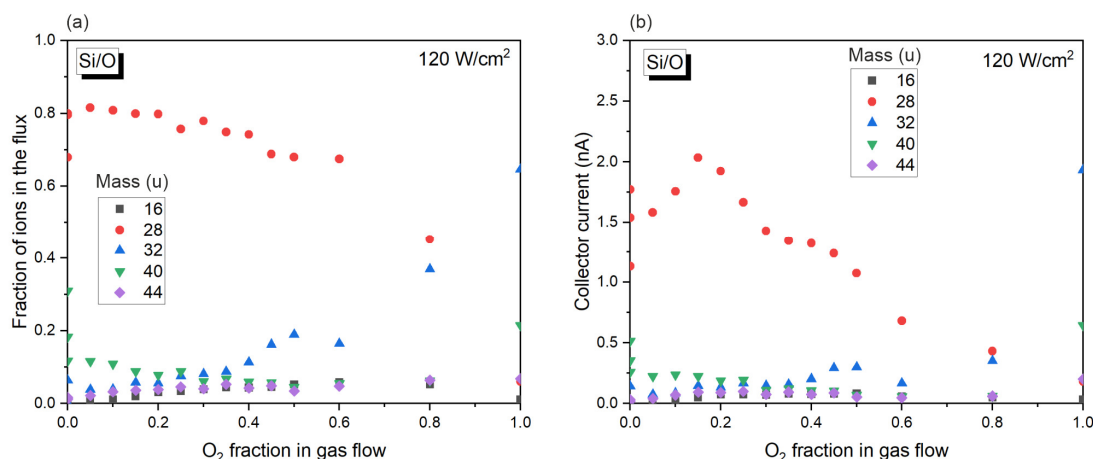 (a)
Si/O
120 W/cm²
Mass (u)
16
28
32
40
44
Fraction of ions in the flux
1.0
0.8
0.6
0.4
0.2
0.0
0.0 0.2 0.4 0.6 0.8 1.0
O₂ fraction in gas flow
(b)
Si/O
Mass (u)
16
28
32
40
44
120 W/cm²
Collector current (nA)
3.0
2.5
2.0
1.5
1.0
0.5
0.0
0.0 0.2 0.4 0.6 0.8 1.0
O₂ fraction in gas flow